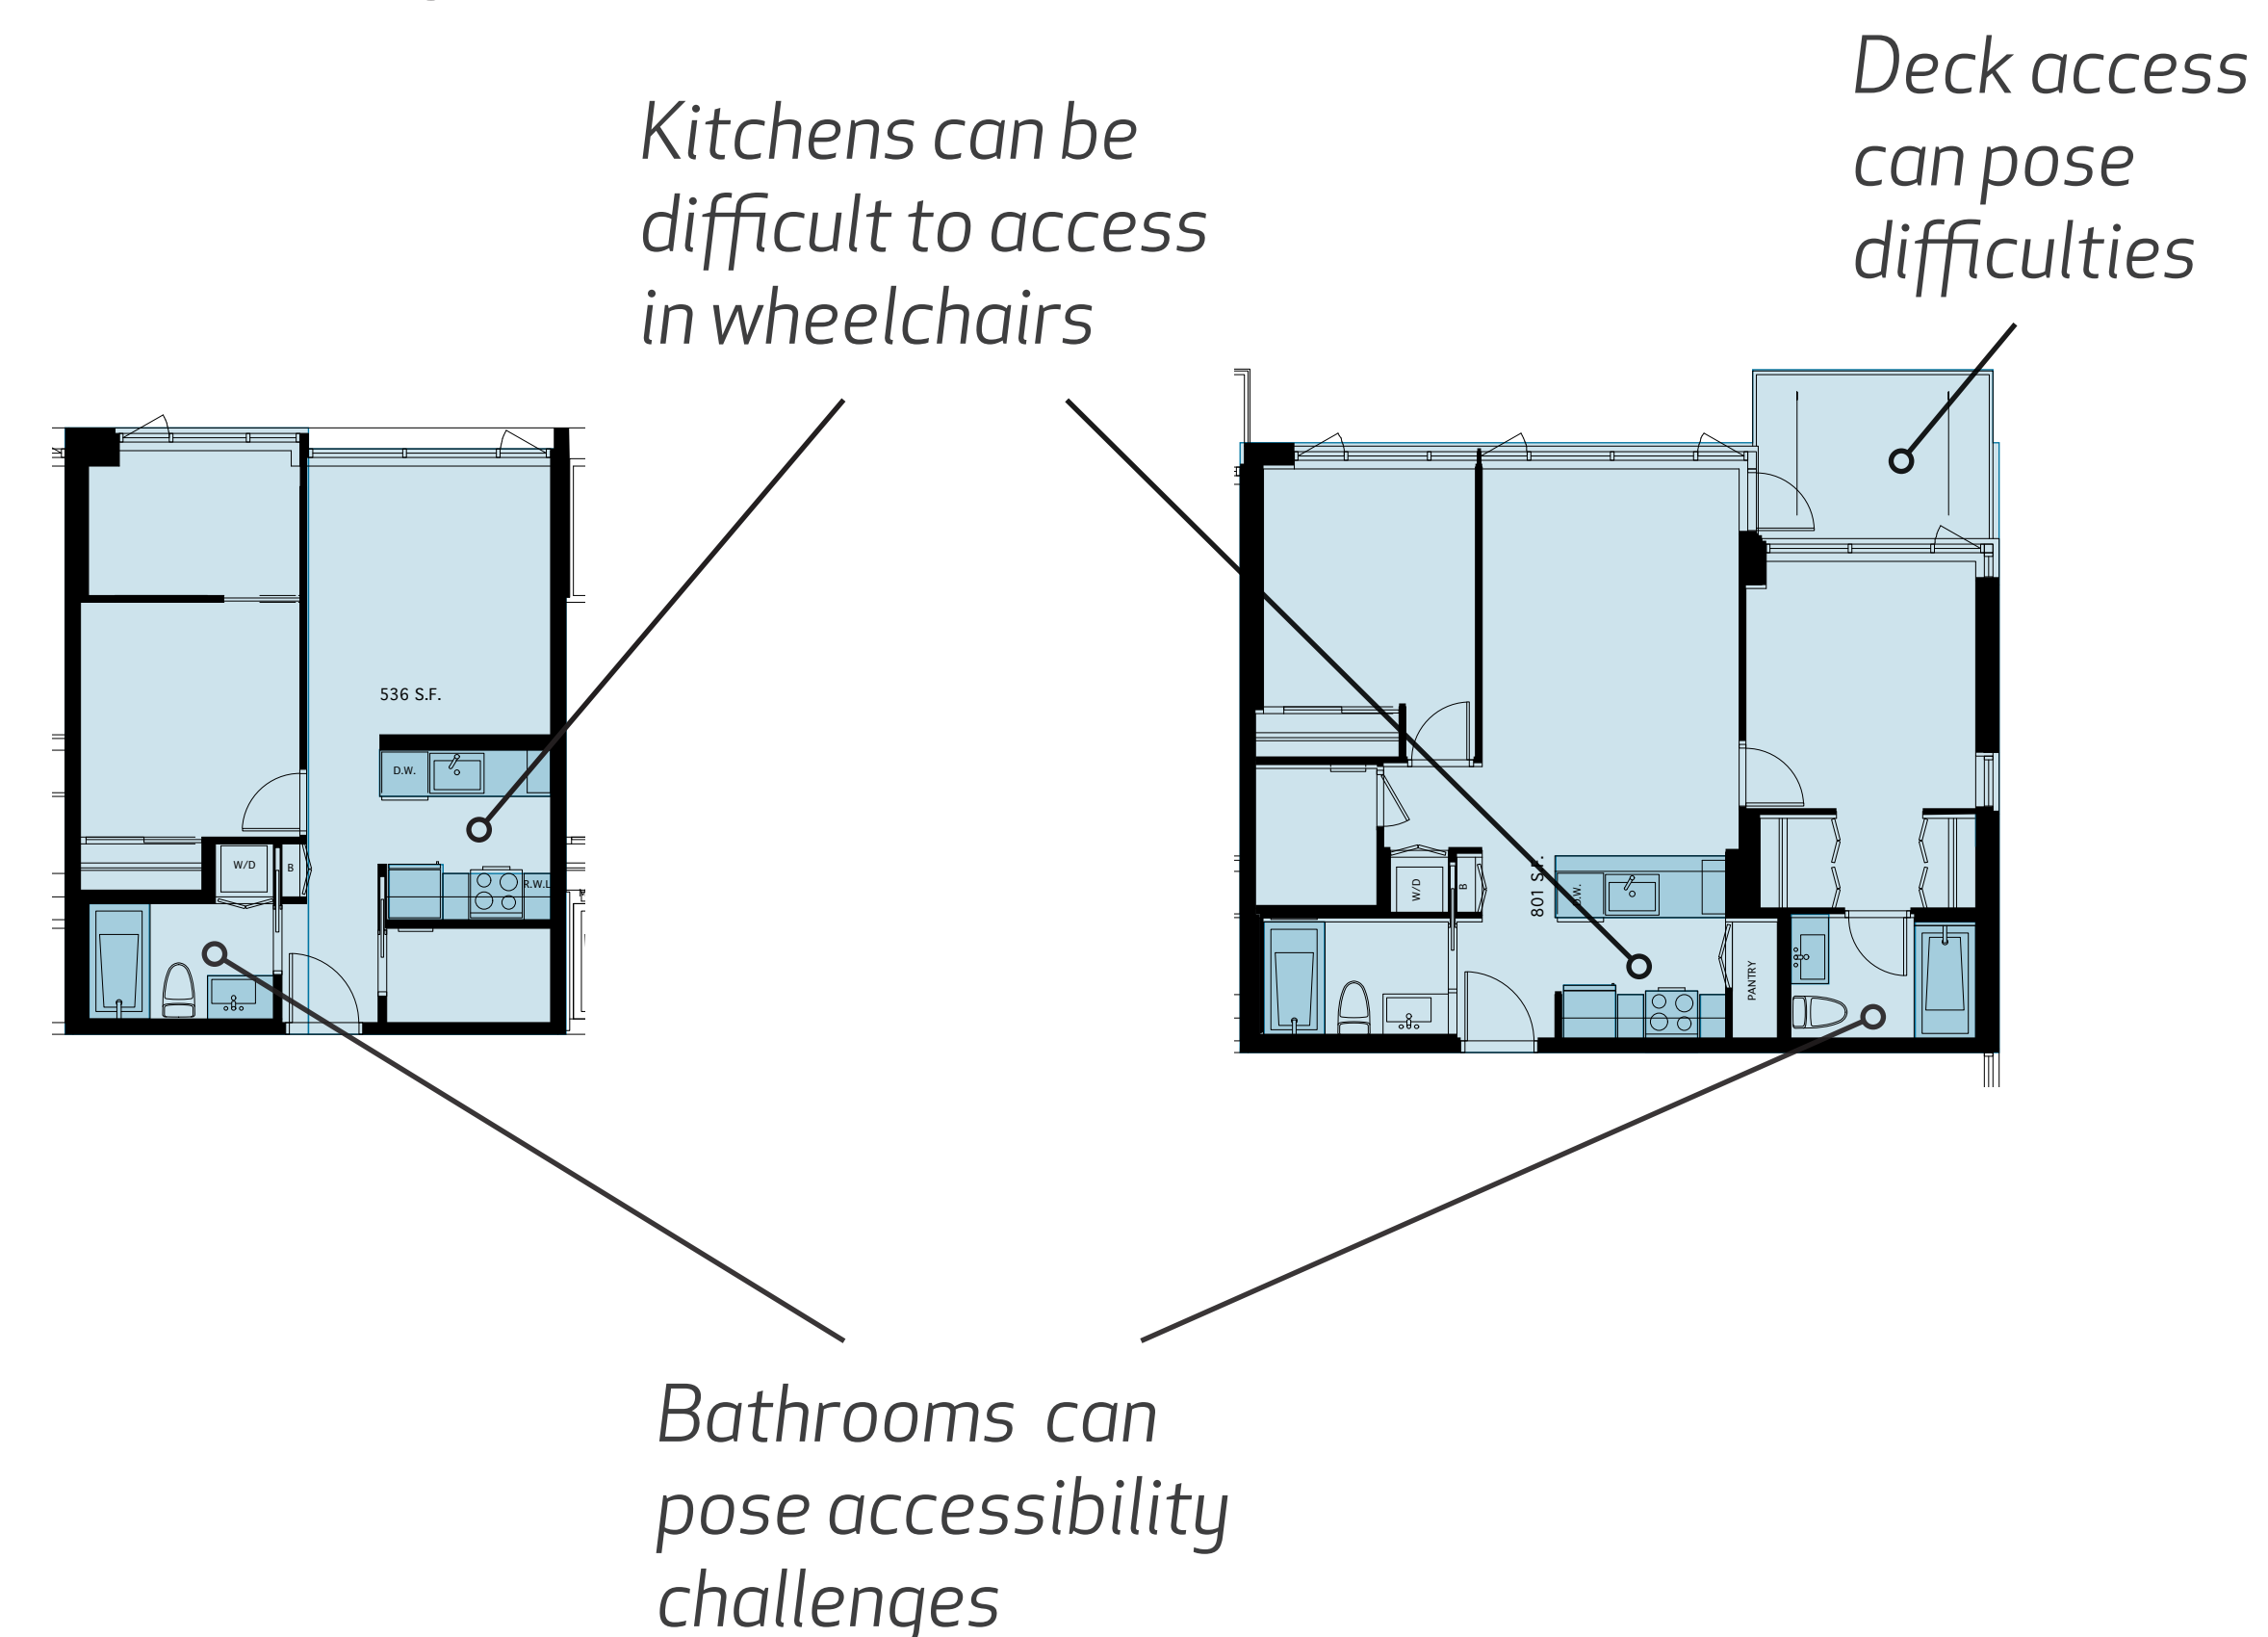 Deck access
can pose
difficulties
Kitchens can be
difficult to access
in wheelchairs
536 S.F.
D.W.
W/D
B
R.W.L
801 S.F.
D.W.
W/D
B
PANTRY
Bathrooms can
pose accessibility
challenges